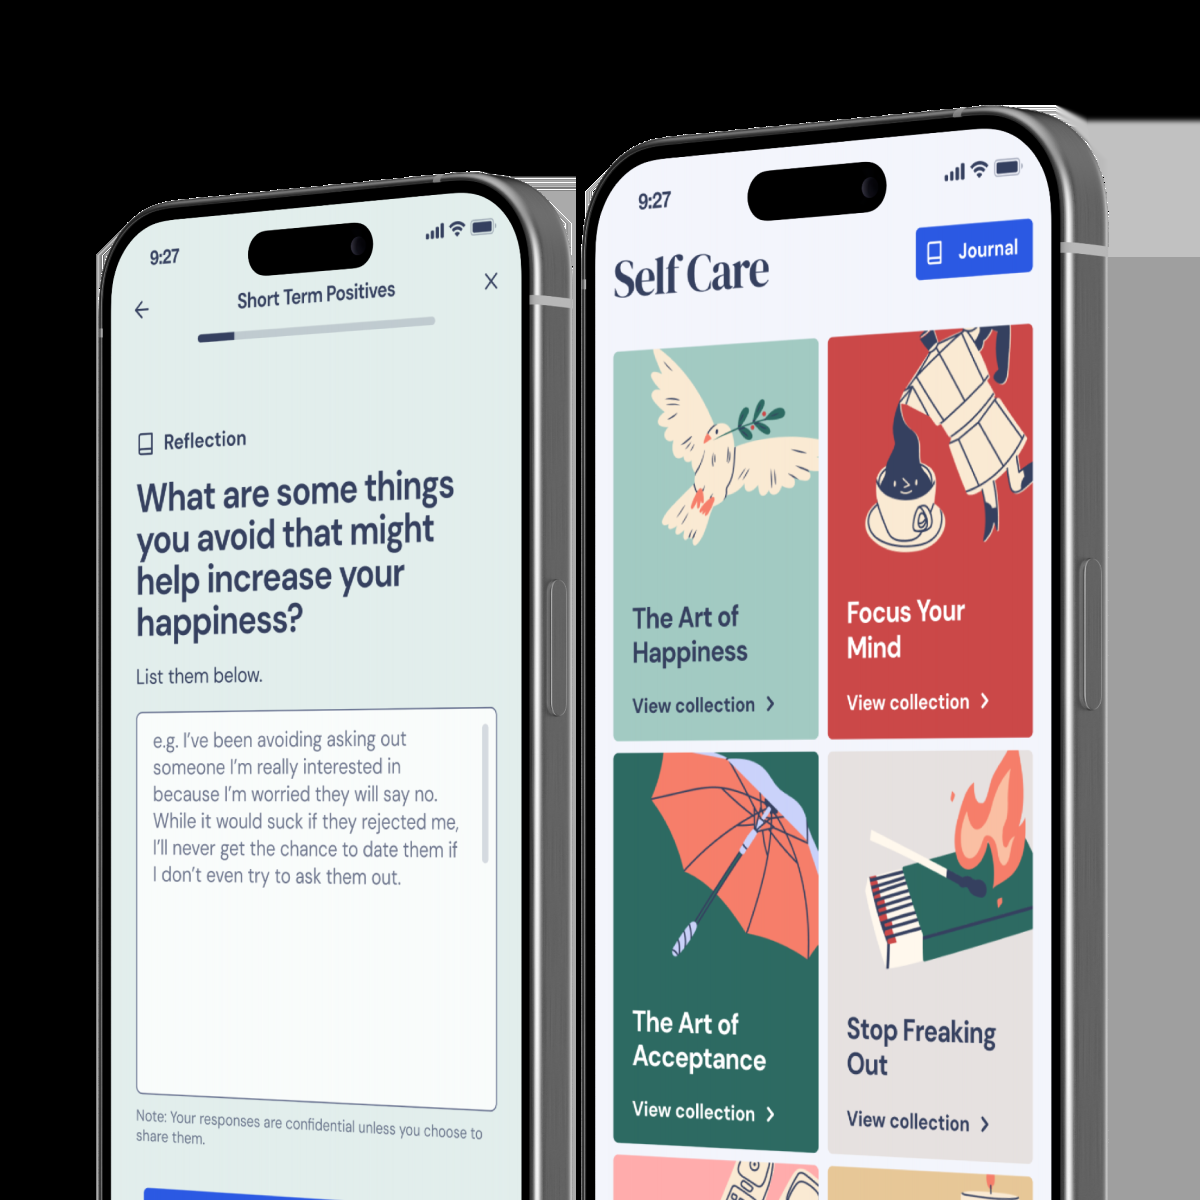 9:27
Short Term Positives
Reflection
What are some things
you avoid that might
help increase your
happiness?
List them below.
e.g. I’ve been avoiding asking out
someone I’m really interested in
because I’m worried they will say no.
While it would suck if they rejected me,
I’ll never get the chance to date them if
I don’t even try to ask them out.
Note: Your responses are confidential unless you choose to
share them.
9:27
Self Care
Journal
The Art of
Happiness
View collection
Focus Your
Mind
View collection
The Art of
Acceptance
View collection
Stop Freaking
Out
View collection